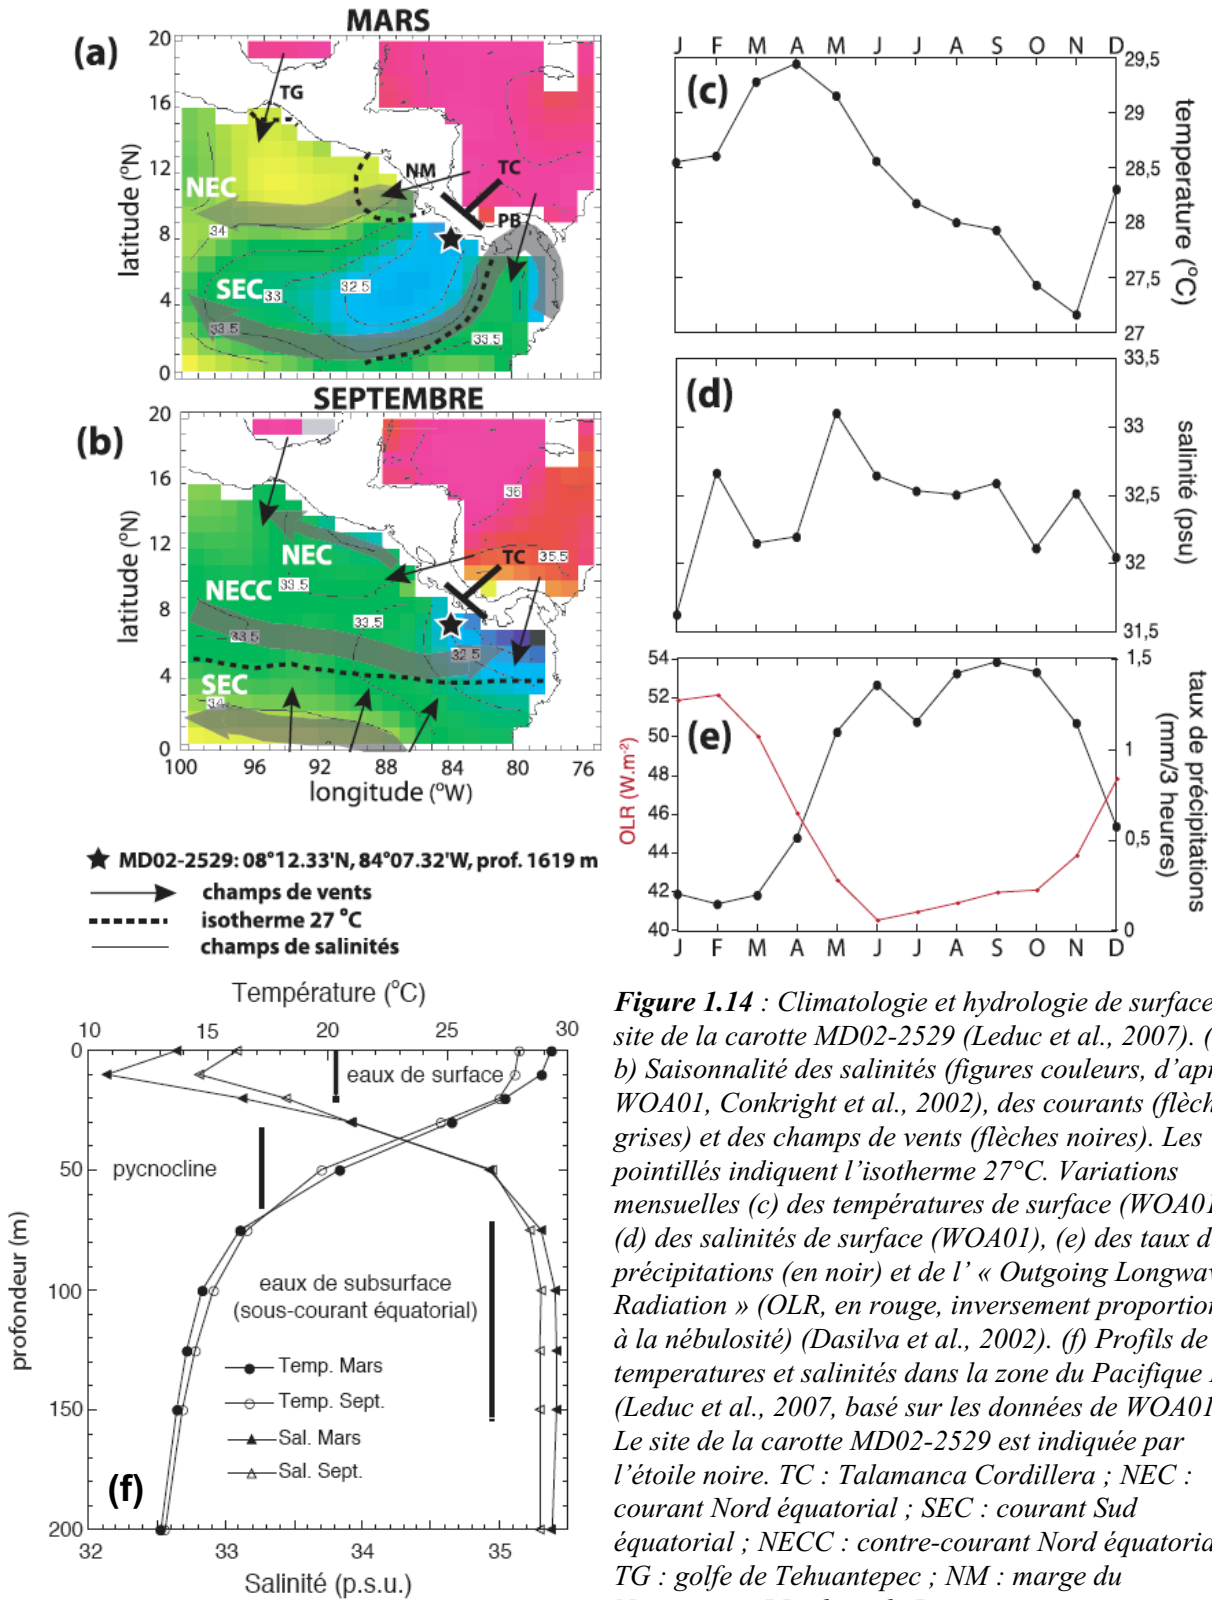 MARS
(a)
20
16
12
8
4
0
latitude (ºN)
TG
NM
TC
PB
NEC
SEC
34
33
32.5
33.5
33.5
SEPTEMBRE
(b)
20
16
12
8
4
0
latitude (ºN)
NEC
NECC
SEC
TC
36
35.5
33.5
33.5
33.5
32.5
34
100 96 92 88 84 80 76
longitude (ºW)
MD02-2529: 08°12.33'N, 84°07.32'W, prof. 1619 m
champs de vents
isotherme 27 °C
champs de salinités
J F M A M J J A S O N D
(c)
29,5
29
28,5
28
27,5
27
temperature (°C)
(d)
33,5
33
32,5
32
31,5
salinité (psu)
(e)
54
52
50
48
46
44
42
40
OLR (W.m-2)
1,5
1
0,5
0
taux de précipitations
(mm/3 heures)
J F M A M J J A S O N D
Température (°C)
10 15 20 25 30
0
50
100
150
200
profondeur (m)
eaux de surface
pycnocline
eaux de subsurface
(sous-courant équatorial)
Temp. Mars
Temp. Sept.
Sal. Mars
Sal. Sept.
(f)
32 33 34 35
Salinité (p.s.u.)
Figure 1.14 : Climatologie et hydrologie de surface
site de la carotte MD02-2529 (Leduc et al., 2007). (
b) Saisonnalité des salinités (figures couleurs, d'apr
WOA01, Conkright et al., 2002), des courants (flèch
grises) et des champs de vents (flèches noires). Les
pointillés indiquent l'isotherme 27°C. Variations
mensuelles (c) des températures de surface (WOA01
(d) des salinités de surface (WOA01), (e) des taux d
précipitations (en noir) et de l' « Outgoing Longwav
Radiation » (OLR, en rouge, inversement proportion
à la nébulosité) (Dasilva et al., 2002). (f) Profils de
temperatures et salinités dans la zone du Pacifique
(Leduc et al., 2007, basé sur les données de WOA01
Le site de la carotte MD02-2529 est indiquée par
l'étoile noire. TC : Talamanca Cordillera ; NEC :
courant Nord équatorial ; SEC : courant Sud
équatorial ; NECC : contre-courant Nord équatoria
TG : golfe de Tehuantepec ; NM : marge du